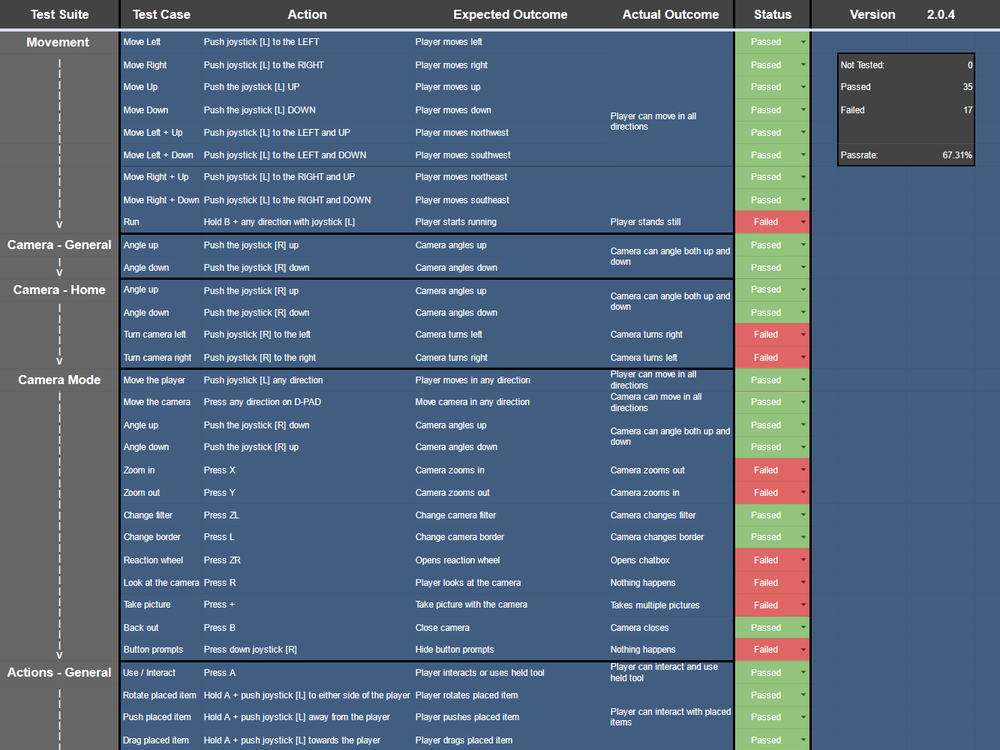 Test Suite Test Case Action Expected Outcome Actual Outcome Status Version 2.0.4
Movement Move Left Push joystick [L] to the LEFT Player moves left Passed
Move Right Push joystick [L] to the RIGHT Player moves right Passed Not Tested: 0
Move Up Push the joystick [L] UP Player moves up Passed Passed 35
Move Down Push the joystick [L] DOWN Player moves down Passed Failed 17
Player can move in all
directions
Move Left + Up Push joystick [L] to the LEFT and UP Player moves northwest Passed
Move Left + Down Push joystick [L] to the LEFT and DOWN Player moves southwest Passed Passrate: 67.31%
Move Right + Up Push joystick [L] to the RIGHT and UP Player moves northeast Passed
Move Right + Down Push joystick [L] to the RIGHT and DOWN Player moves southeast Passed
V Run Hold B + any direction with joystick [L] Player starts running Player stands still Failed
Camera - General Angle up Push the joystick [R] up Camera angles up Passed
Camera can angle both up and
down
V Angle down Push the joystick [R] down Camera angles down Passed
Camera - Home Angle up Push the joystick [R] up Camera angles up Passed
Camera can angle both up and
down
Angle down Push the joystick [R] down Camera angles down Passed
Turn camera left Push joystick [R] to the left Camera turns left Camera turns right Failed
V Turn camera right Push joystick [R] to the right Camera turns right Camera turns left Failed
Camera Mode Move the player Push joystick [L] any direction Player moves in any direction Player can move in all
directions Passed
Move the camera Press any direction on D-PAD Move camera in any direction Camera can move in all
directions Passed
Angle up Push the joystick [R] down Camera angles up Passed
Camera can angle both up and
down
Angle down Push the joystick [R] up Camera angles down Passed
Zoom in Press X Camera zooms in Camera zooms out Failed
Zoom out Press Y Camera zooms out Camera zooms in Failed
Change filter Press ZL Change camera filter Camera changes filter Passed
Change border Press L Change camera border Camera changes border Passed
Reaction wheel Press ZR Opens reaction wheel Opens chatbox Failed
Look at the camera Press R Player looks at the camera Nothing happens Failed
Take picture Press + Take picture with the camera Takes multiple pictures Failed
Back out Press B Close camera Camera closes Passed
V Button prompts Press down joystick [R] Hide button prompts Nothing happens Failed
Actions - General Use / Interact Press A Player interacts or uses held tool Player can interact and use
held tool Passed
Rotate placed item Hold A + push joystick [L] to either side of the player Player rotates placed item Passed
Push placed item Hold A + push joystick [L] away from the player Player pushes placed item Player can interact with placed
items Passed
Drag placed item Hold A + push joystick [L] towards the player Player drags placed item Passed